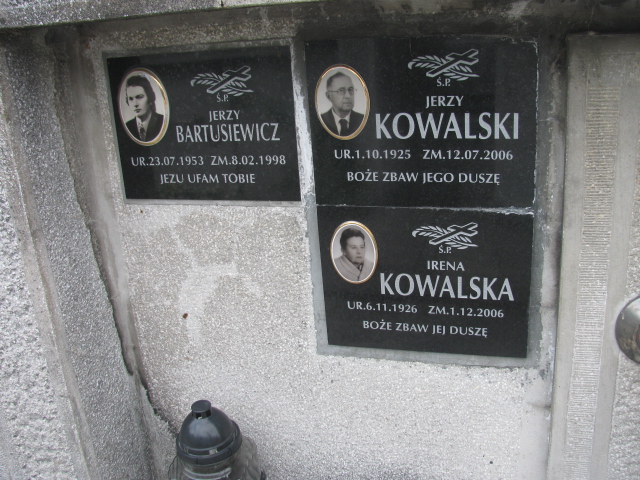 Ś.P.
JERZY
BARTUSIEWICZ
UR.23.07.1953 ZM.8.02.1998
JEZU UFAM TOBIE
Ś.P.
JERZY
KOWALSKI
UR.1.10.1925 ZM.12.07.2006
BOŻE ZBAW JEGO DUSZĘ
Ś.P.
IRENA
KOWALSKA
UR.6.11.1926 ZM.1.12.2006
BOŻE ZBAW JEJ DUSZĘ